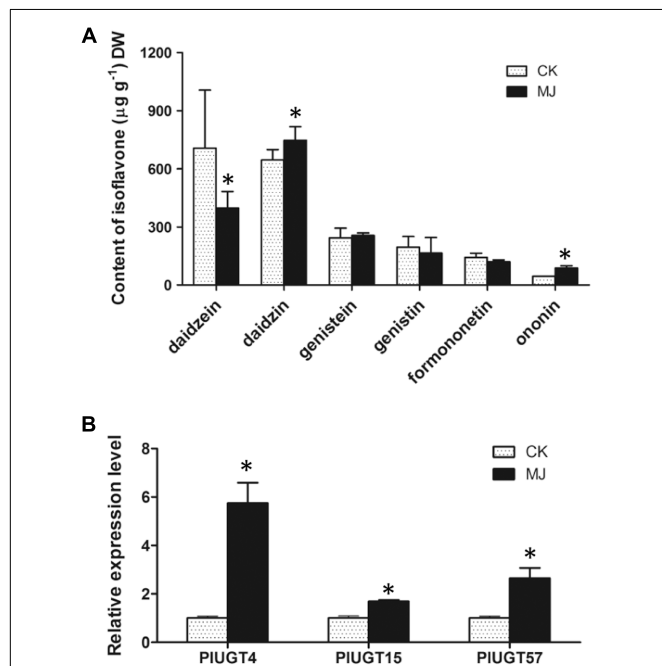 A
Content of isoflavone (μg g⁻¹) DW
1200
900
600
300
0
CK
MJ
*
*
*
daidzein
daidzin
genistein
genistin
formononetin
ononin
B
Relative expression level
8
6
4
2
0
CK
MJ
*
*
*
PlUGT4
PlUGT15
PlUGT57